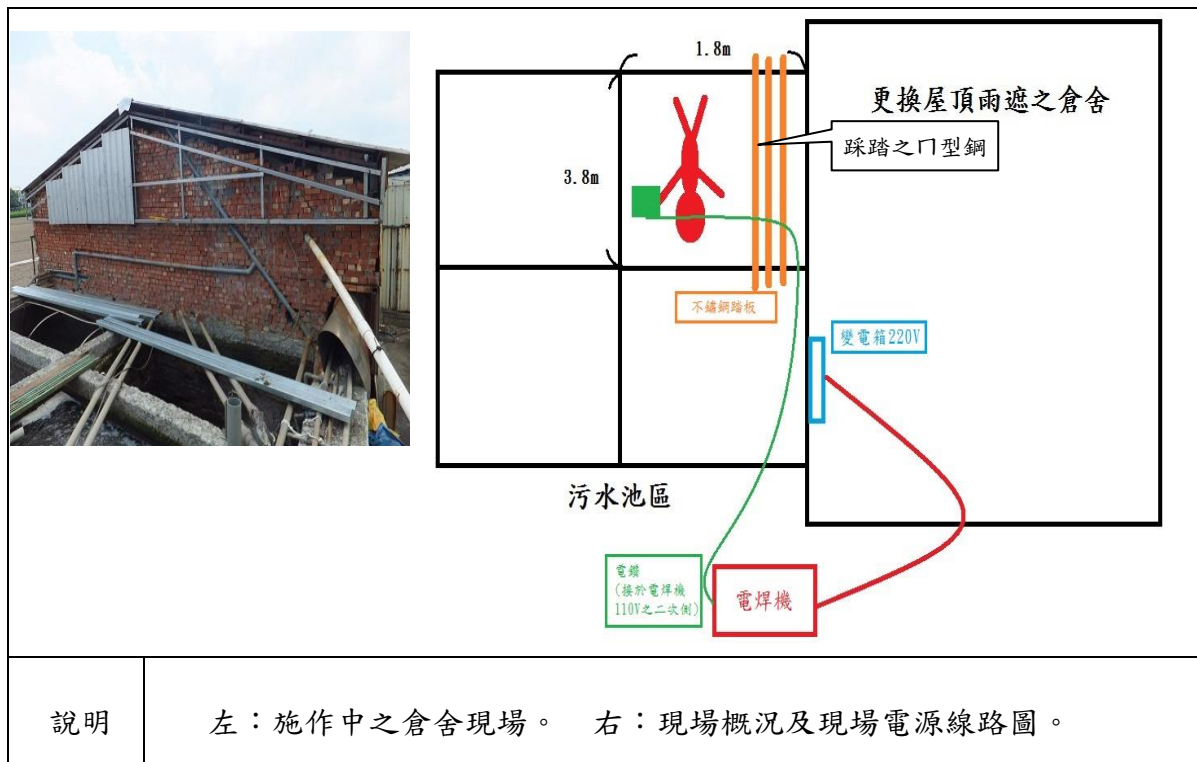 1.8m
更換屋頂雨遮之倉舍
踩踏之冂型鋼
3.8m
不鏽鋼踏板
變電箱220V
污水池區
電鑽
(接於電焊機
110V之二次側)
電焊機
說明
左：施作中之倉舍現場。 右：現場概況及現場電源線路圖。